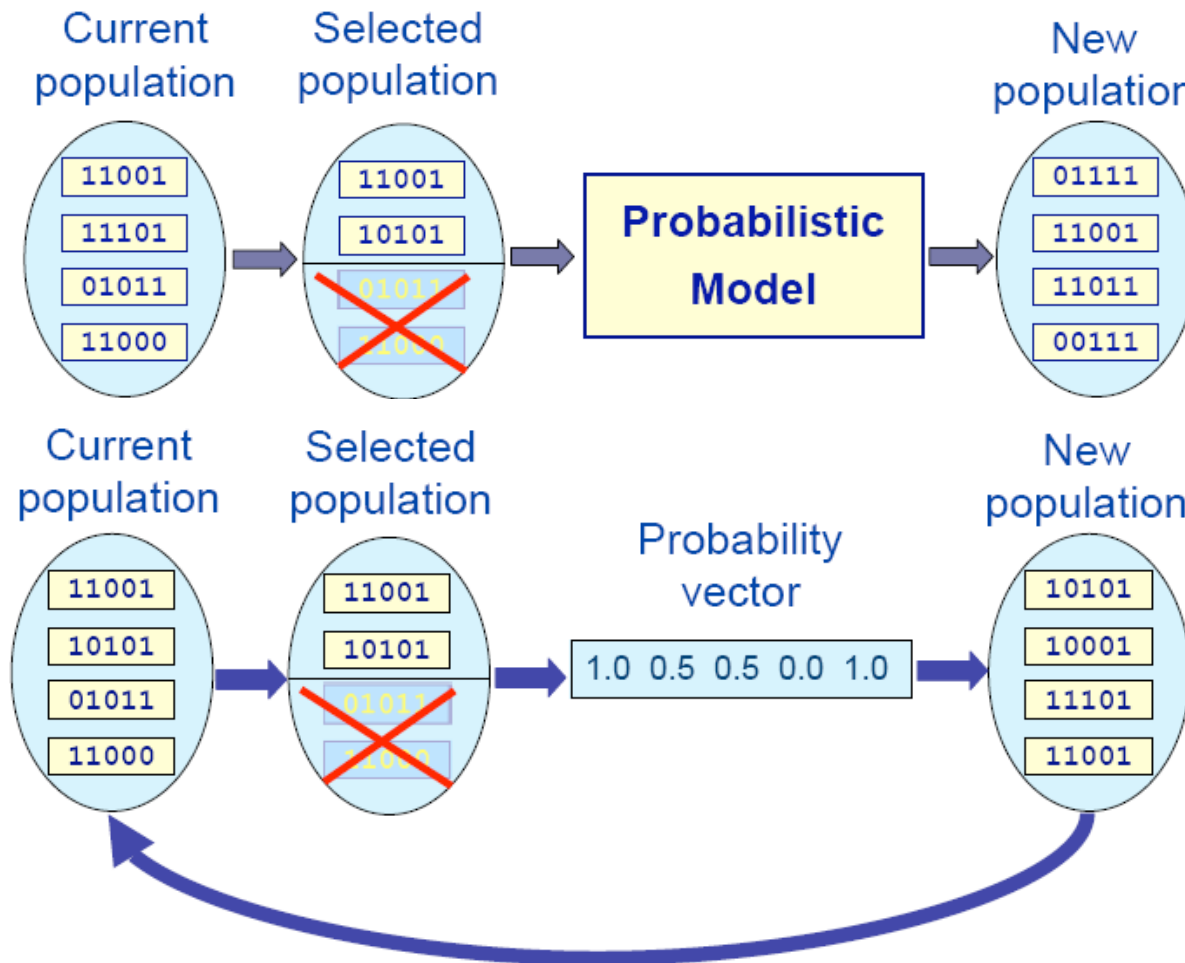 Current
population
Selected
population
New
population
11001
11101
01011
11000
11001
10101
01011
11000
Probabilistic
Model
01111
11001
11011
00111
Current
population
Selected
population
Probability
vector
New
population
11001
10101
01011
11000
11001
10101
01011
11000
1.0 0.5 0.5 0.0 1.0
10101
10001
11101
11001